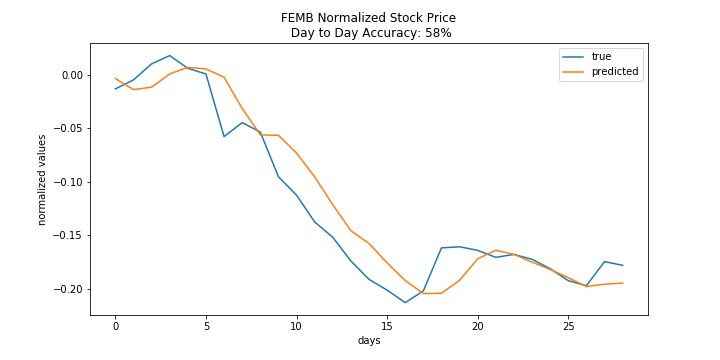 FEMB Normalized Stock Price
Day to Day Accuracy: 58%
true
predicted
normalized values
0.00
−0.05
−0.10
−0.15
−0.20
0
5
10
15
20
25
days